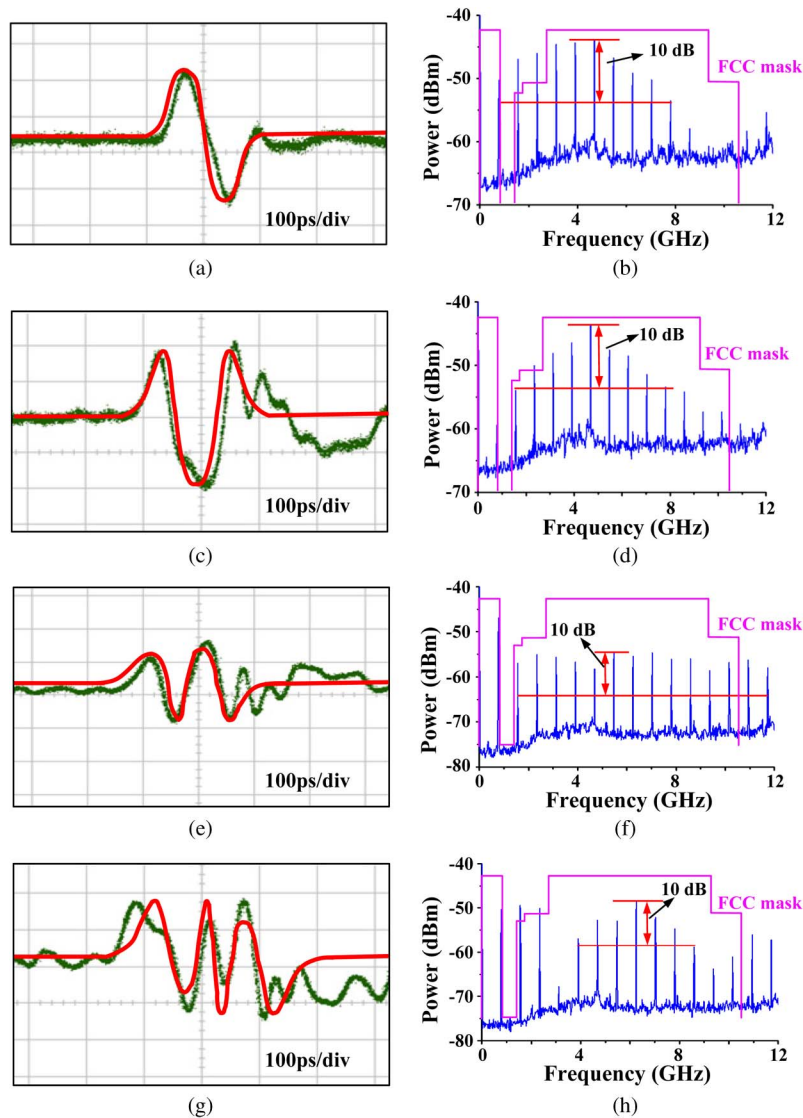 100ps/div
(a)
-40
-50
-60
-70
Power (dBm)
10 dB
FCC mask
0 4 8 12
Frequency (GHz)
(b)
100ps/div
(c)
-40
-50
-60
-70
Power (dBm)
10 dB
FCC mask
0 4 8 12
Frequency (GHz)
(d)
100ps/div
(e)
-40
-50
-60
-70
-80
Power (dBm)
10 dB
FCC mask
0 4 8 12
Frequency (GHz)
(f)
100ps/div
(g)
-40
-50
-60
-70
-80
Power (dBm)
10 dB
FCC mask
0 4 8 12
Frequency (GHz)
(h)